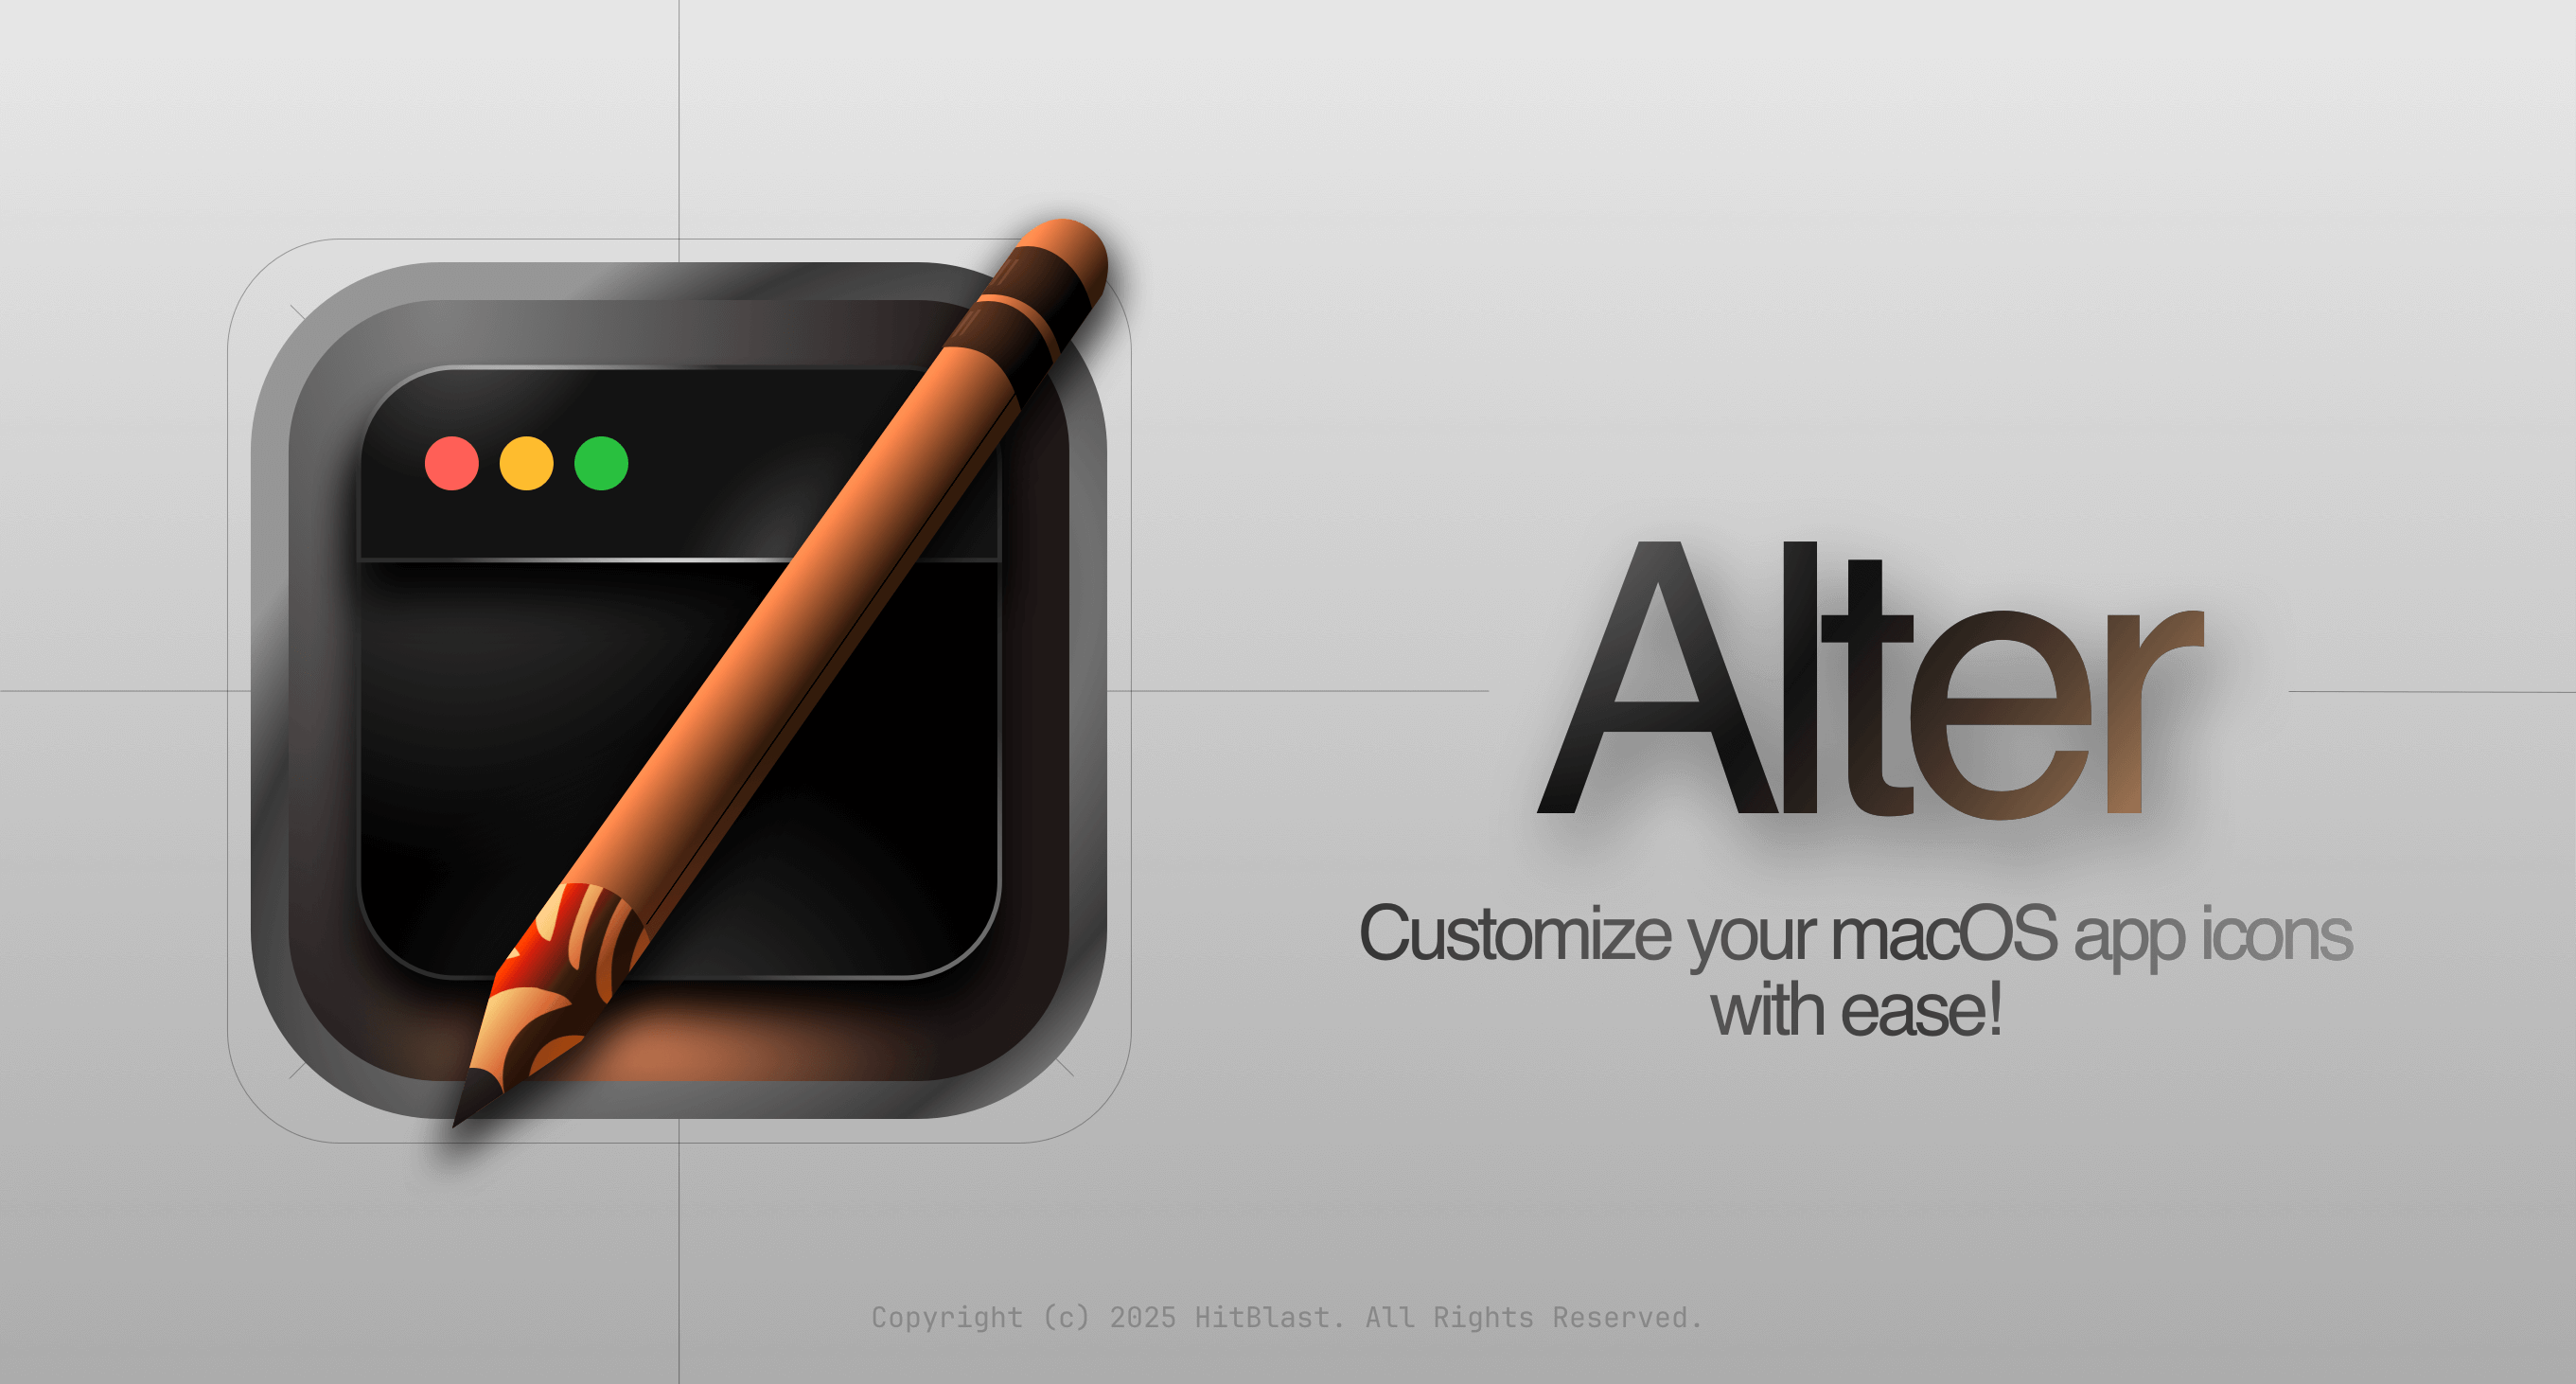 Alter
Customize your macOS app icons
with ease!
Copyright (c) 2025 HitBlast. All Rights Reserved.